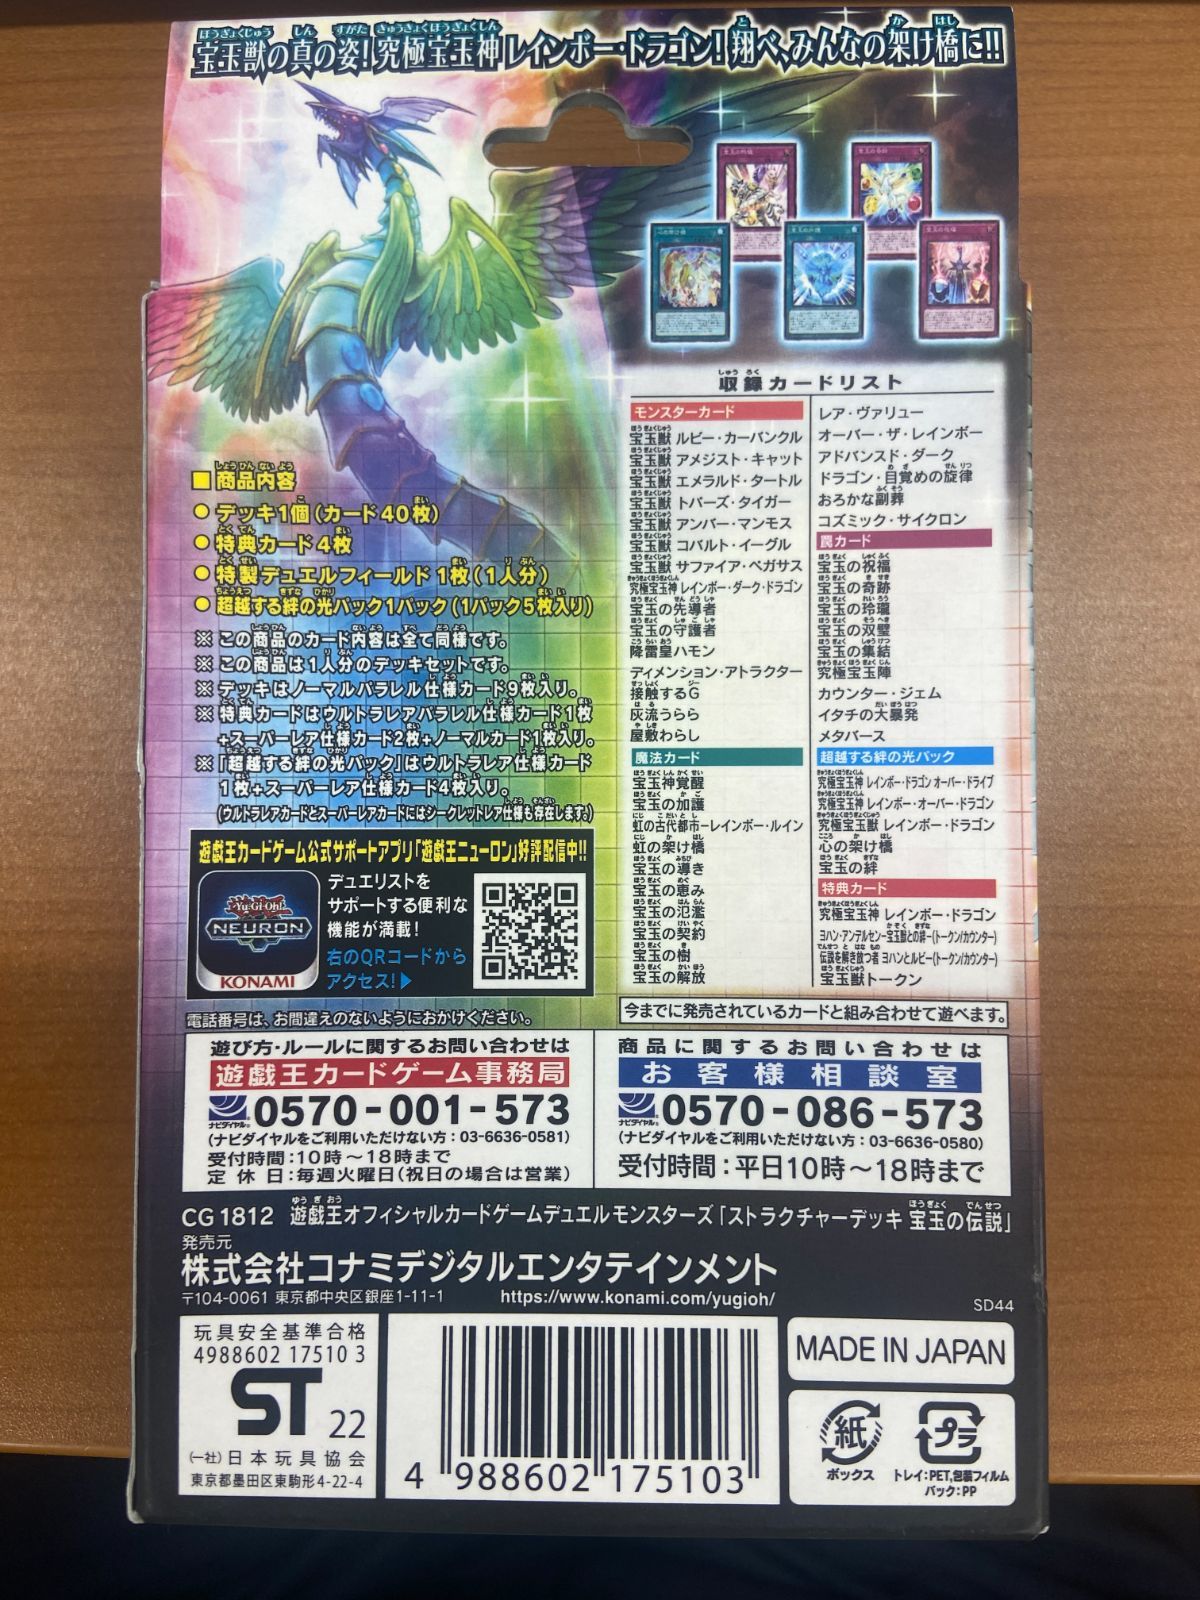 宝玉獣の真の姿！究極宝玉神レインボー・ドラゴン！翔べ、みんなの架け橋に!!
■商品内容
●デッキ1個(カード40枚)
●特典カード4枚
●特製デュエルフィールド1枚(1人分)
●超越する絆の光パック1パック(1パック5枚入り)
※この商品のカード内容は全て同様です。
※この商品は1人分のデッキセットです。
※デッキはノーマルパラレル仕様カード9枚入り。
※特典カードはウルトラレアパラレル仕様カード1枚
+スーパーレア仕様カード2枚+ノーマルカード1枚入り。
※「超越する絆の光パック」はウルトラレア仕様カード
1枚+スーパーレア仕様カード4枚入り。
(ウルトラレアカードとスーパーレアカードにはシークレットレア仕様も存在します。)
遊戯王カードゲーム公式サポートアプリ「遊戯王ニューロン」好評配信中!!
Yu-Gi-Oh!
NEURON
KONAMI
デュエリストを
サポートする便利な
機能が満載！
右のQRコードから
アクセス！▶
収録カードリスト
モンスターカード
宝玉獣 ルビー・カーバンクル
宝玉獣 アメジスト・キャット
宝玉獣 エメラルド・タートル
宝玉獣 トパーズ・タイガー
宝玉獣 アンバー・マンモス
宝玉獣 コバルト・イーグル
宝玉獣 サファイア・ペガサス
究極宝玉神 レインボー・ダーク・ドラゴン
宝玉の先導者
宝玉の守護者
降雷皇ハモン
ディメンション・アトラクター
接触するG
灰流うらら
屋敷わらし
魔法カード
宝玉神覚醒
宝玉の加護
虹の古代都市－レインボー・ルイン
虹の架け橋
宝玉の導き
宝玉の恵み
宝玉の氾濫
宝玉の契約
宝玉の樹
宝玉の解放
レア・ヴァリュー
オーバー・ザ・レインボー
アドバンスド・ダーク
ドラゴン・目覚めの旋律
おろかな副葬
コズミック・サイクロン
罠カード
宝玉の祝福
宝玉の奇跡
宝玉の玲瓏
宝玉の双璧
宝玉の集結
究極宝玉陣
カウンター・ジェム
イタチの大暴発
メタバース
超越する絆の光パック
究極宝玉神 レインボー・ドラゴン オーバー・ドライブ
究極宝玉神 レインボー・オーバー・ドラゴン
究極宝玉獣 レインボー・ドラゴン
心の架け橋
宝玉の絆
特典カード
究極宝玉神 レインボー・ドラゴン
ヨハン・アンデルセン－宝玉獣との絆－(トークン/カウンター)
伝説を解き放つ者 ヨハンとルビー(トークン/カウンター)
宝玉獣トークン
今までに発売されているカードと組み合わせて遊べます。
電話番号は、お間違えのないようにおかけください。
遊び方・ルールに関するお問い合わせは
遊戯王カードゲーム事務局
ナビダイヤル 0570-001-573
(ナビダイヤルをご利用いただけない方：03-6636-0581)
受付時間：10時～18時まで
定休日：毎週火曜日(祝日の場合は営業)
商品に関するお問い合わせは
お客様相談室
ナビダイヤル 0570-086-573
(ナビダイヤルをご利用いただけない方：03-6636-0580)
受付時間：平日10時～18時まで
CG1812 遊戯王オフィシャルカードゲームデュエルモンスターズ「ストラクチャーデッキ 宝玉の伝説」
発売元
株式会社コナミデジタルエンタテインメント
〒104-0061 東京都中央区銀座1-11-1 https://www.konami.com/yugioh/
SD44
玩具安全基準合格
4988602 17510 3
ST 22
(一社)日本玩具協会
東京都墨田区東駒形4-22-4
4 988602 175103
MADE IN JAPAN
紙
ボックス
プラ
トレイ：PET,包装フィルム
パック：PP